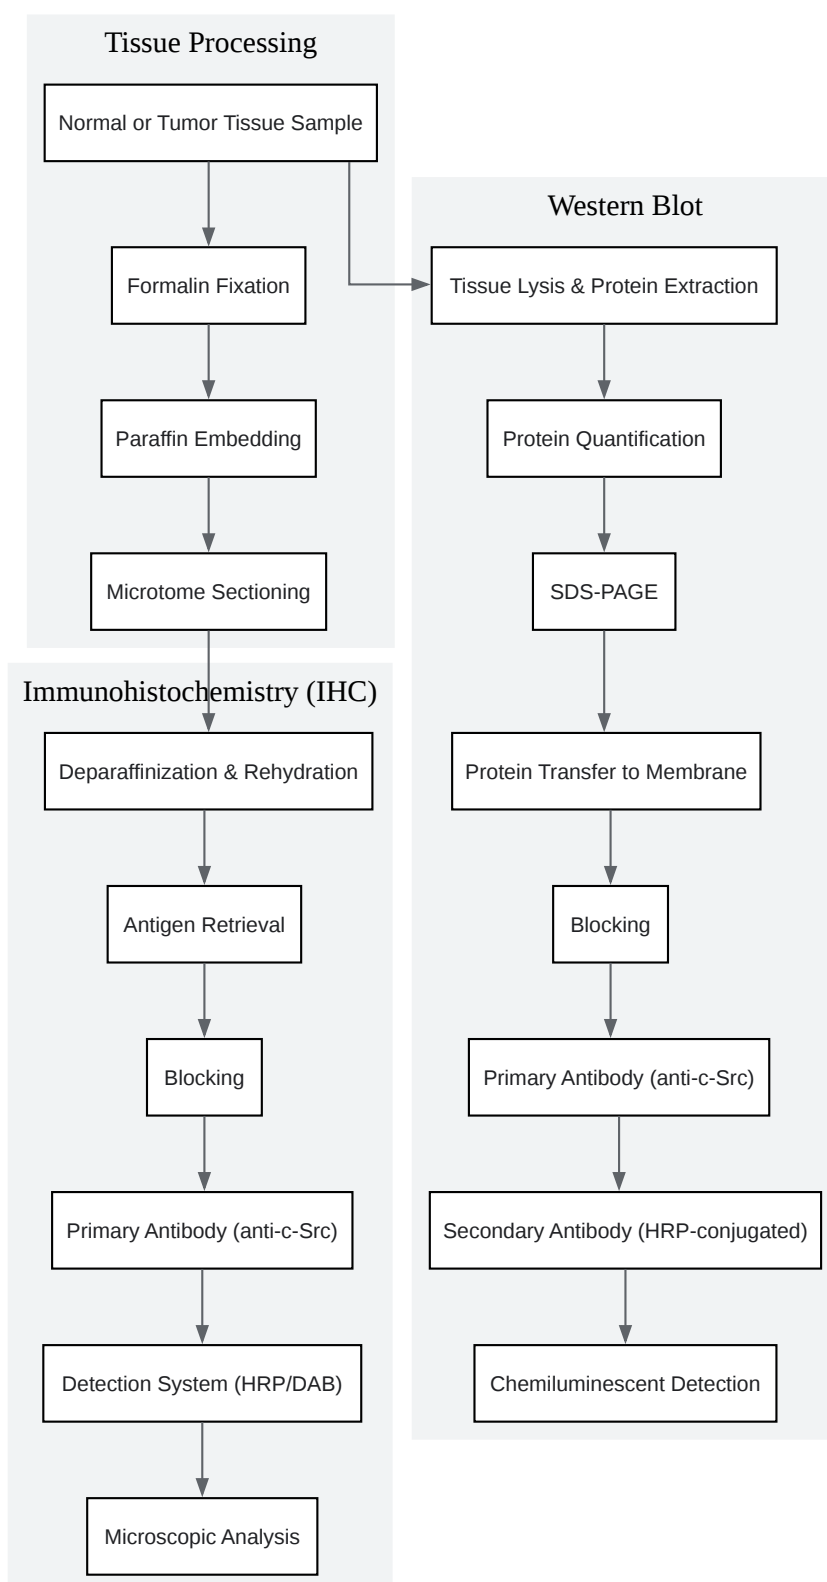 Tissue Processing
Normal or Tumor Tissue Sample
Formalin Fixation
Paraffin Embedding
Microtome Sectioning
Immunohistochemistry (IHC)
Deparaffinization & Rehydration
Antigen Retrieval
Blocking
Primary Antibody (anti-c-Src)
Detection System (HRP/DAB)
Microscopic Analysis
Western Blot
Tissue Lysis & Protein Extraction
Protein Quantification
SDS-PAGE
Protein Transfer to Membrane
Blocking
Primary Antibody (anti-c-Src)
Secondary Antibody (HRP-conjugated)
Chemiluminescent Detection